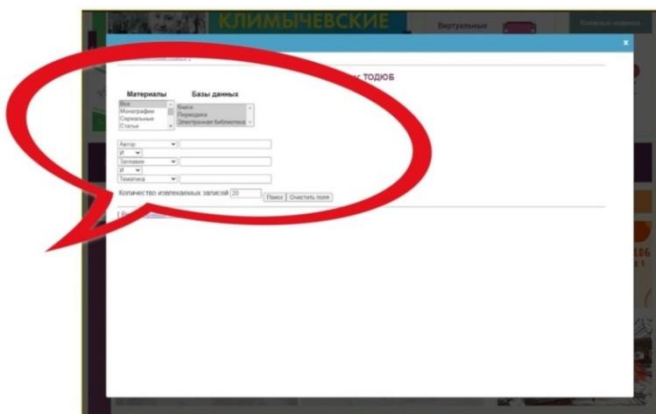 КЛИМЫЧЕВСКИЕ
Виртуальные
x
ТОДЮБ
Материалы Базы данных
Все
Монографии
Сериальные
Статьи
Книги
Периодика
Электронная библиотека
Автор
И
Заглавие
И
Тематика
Количество извлекаемых записей 20 Поиск Очистить поля